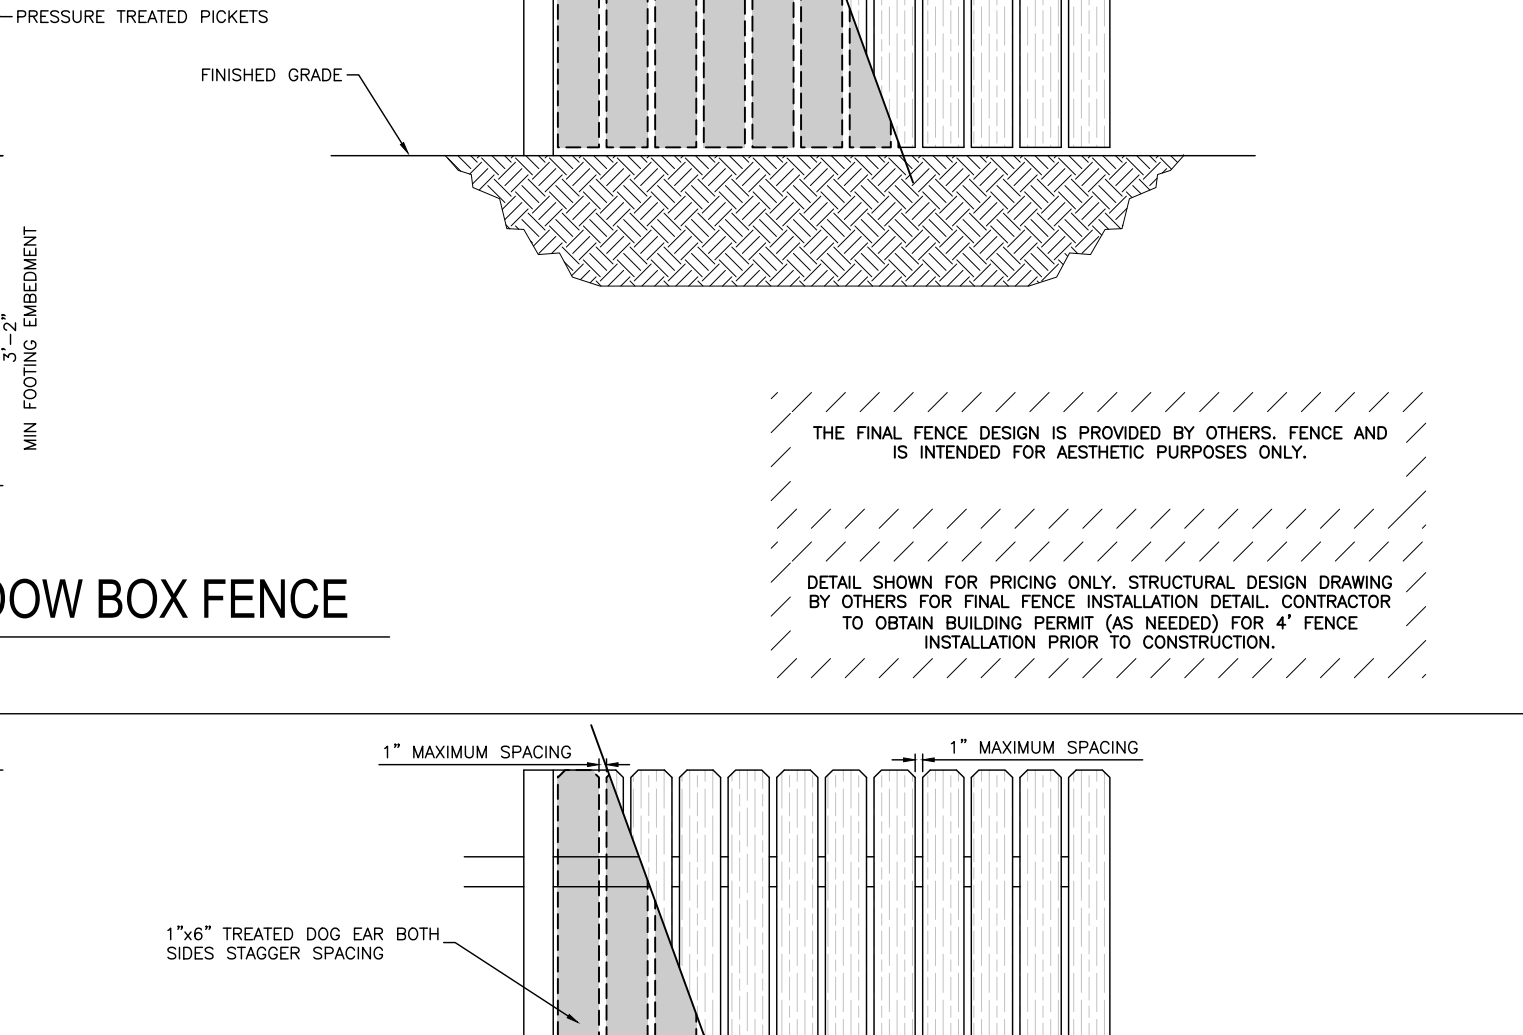 PRESSURE TREATED PICKETS
FINISHED GRADE
3'-2"
MIN FOOTING EMBEDMENT
THE FINAL FENCE DESIGN IS PROVIDED BY OTHERS. FENCE AND
IS INTENDED FOR AESTHETIC PURPOSES ONLY.
DETAIL SHOWN FOR PRICING ONLY. STRUCTURAL DESIGN DRAWING
BY OTHERS FOR FINAL FENCE INSTALLATION DETAIL. CONTRACTOR
TO OBTAIN BUILDING PERMIT (AS NEEDED) FOR 4' FENCE
INSTALLATION PRIOR TO CONSTRUCTION.
DOW BOX FENCE
1" MAXIMUM SPACING
1" MAXIMUM SPACING
1"x6" TREATED DOG EAR BOTH
SIDES STAGGER SPACING